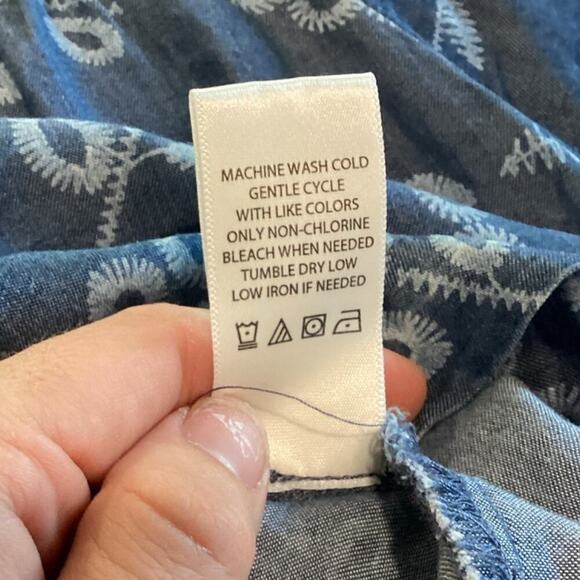 MACHINE WASH COLD
GENTLE CYCLE
WITH LIKE COLORS
ONLY NON-CHLORINE
BLEACH WHEN NEEDED
TUMBLE DRY LOW
LOW IRON IF NEEDED